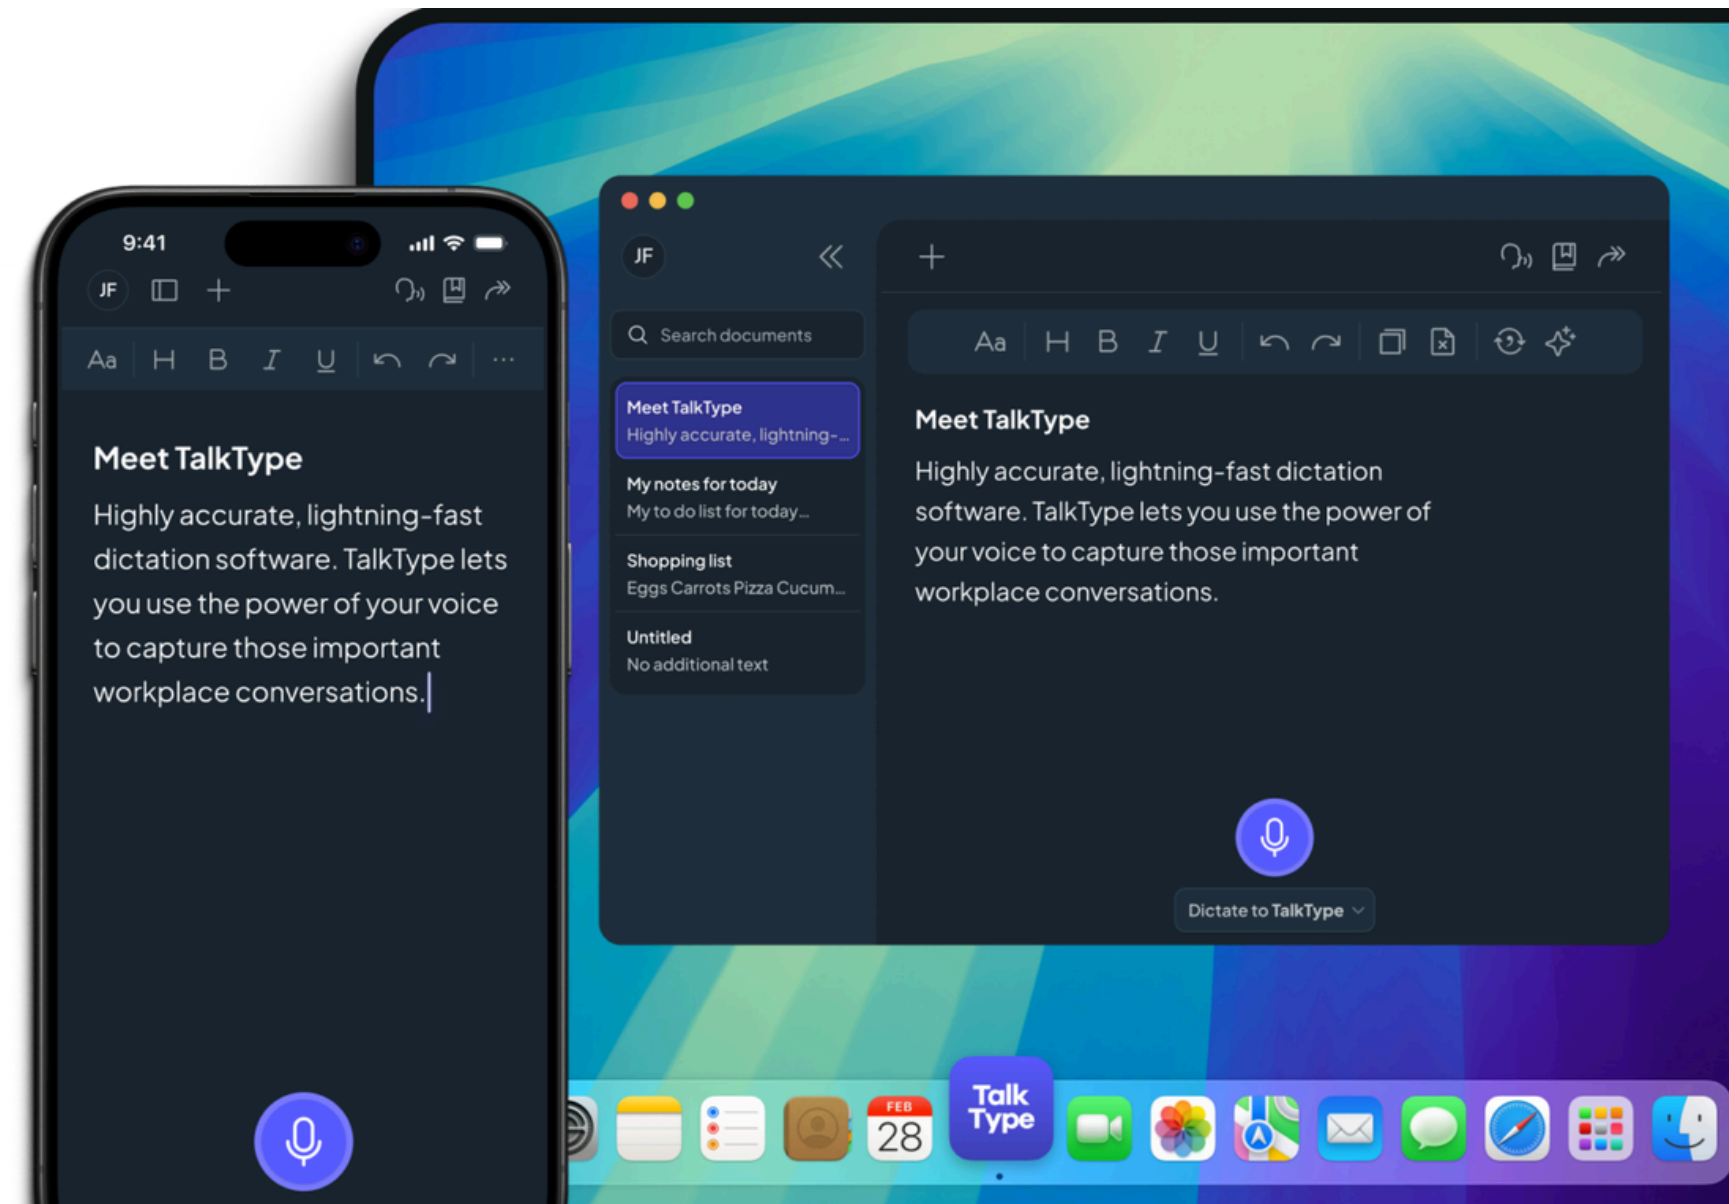 9:41
JF
Aa H B I U ...
Meet TalkType
Highly accurate, lightning-fast
dictation software. TalkType lets
you use the power of your voice
to capture those important
workplace conversations.
JF
Search documents
Meet TalkType
Highly accurate, lightning-...
My notes for today
My to do list for today...
Shopping list
Eggs Carrots Pizza Cucum...
Untitled
No additional text
Aa H B I U
Meet TalkType
Highly accurate, lightning-fast dictation
software. TalkType lets you use the power of
your voice to capture those important
workplace conversations.
Dictate to TalkType
FEB
28
Talk
Type